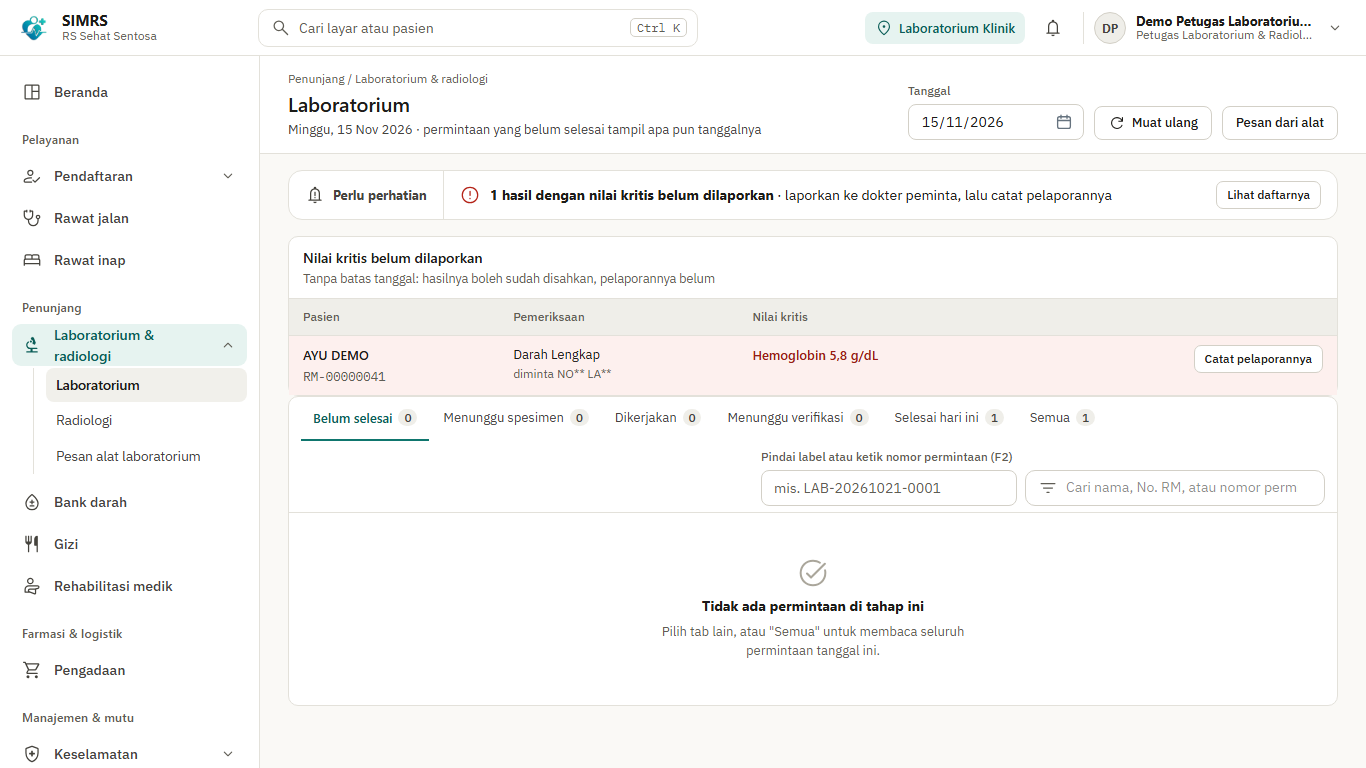 SIMRS
RS Sehat Sentosa
Cari layar atau pasien
Ctrl K
Laboratorium Klinik
DP
Demo Petugas Laboratoriu...
Petugas Laboratorium & Radiol...
Beranda
Pelayanan
Pendaftaran
Rawat jalan
Rawat inap
Penunjang
Laboratorium &
radiologi
Laboratorium
Radiologi
Pesan alat laboratorium
Bank darah
Gizi
Rehabilitasi medik
Farmasi & logistik
Pengadaan
Manajemen & mutu
Keselamatan
Penunjang / Laboratorium & radiologi
Laboratorium
Minggu, 15 Nov 2026 · permintaan yang belum selesai tampil apa pun tanggalnya
Tanggal
15/11/2026
Muat ulang
Pesan dari alat
Perlu perhatian
1 hasil dengan nilai kritis belum dilaporkan · laporkan ke dokter peminta, lalu catat pelaporannya
Lihat daftarnya
Nilai kritis belum dilaporkan
Tanpa batas tanggal: hasilnya boleh sudah disahkan, pelaporannya belum
Pasien Pemeriksaan Nilai kritis
AYU DEMO Darah Lengkap Hemoglobin 5,8 g/dL
RM-00000041 diminta NO** LA**
Catat pelaporannya
Belum selesai 0 Menunggu spesimen 0 Dikerjakan 0 Menunggu verifikasi 0 Selesai hari ini 1 Semua 1
Pindai label atau ketik nomor permintaan (F2)
mis. LAB-20261021-0001
Cari nama, No. RM, atau nomor perm
Tidak ada permintaan di tahap ini
Pilih tab lain, atau "Semua" untuk membaca seluruh
permintaan tanggal ini.